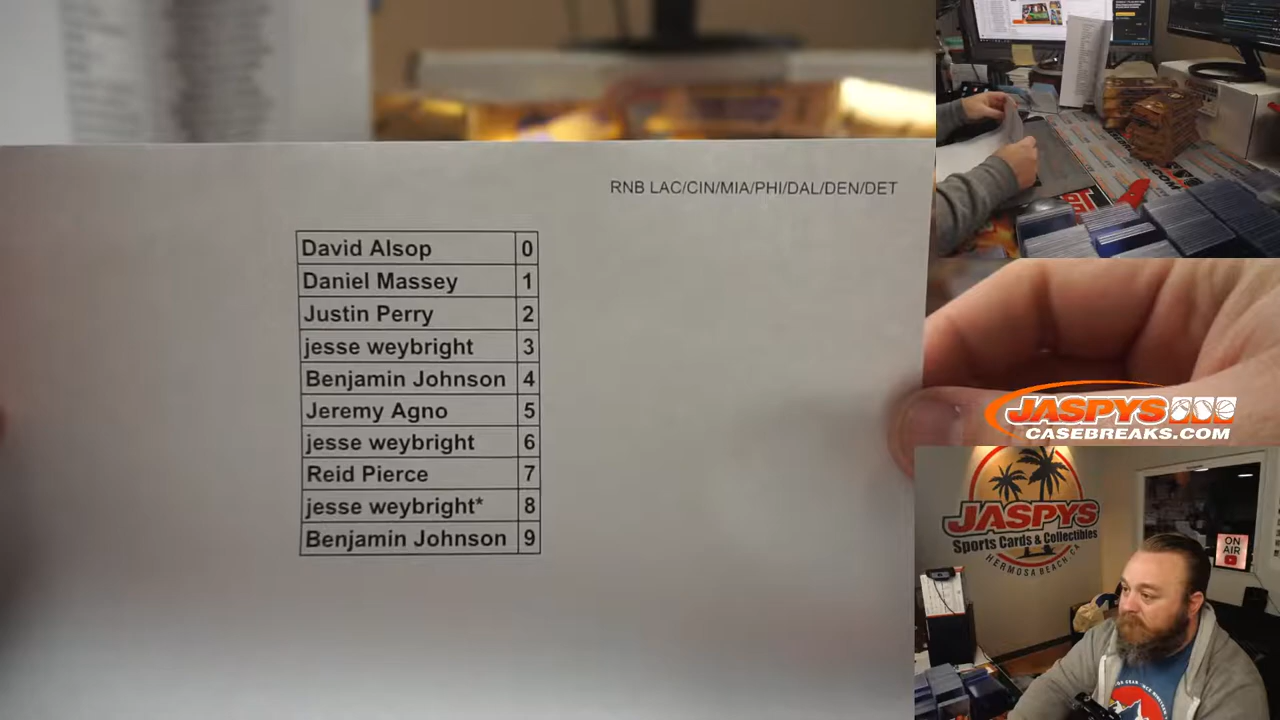 RNB LAC/CIN/MIA/PHI/DAL/DEN/DET
David Alsop 0
Daniel Massey 1
Justin Perry 2
jesse weybright 3
Benjamin Johnson 4
Jeremy Agno 5
jesse weybright 6
Reid Pierce 7
jesse weybright* 8
Benjamin Johnson 9
JASPYS
CASEBREAKS.COM
JASPYS
Sports Cards & Collectibles
HERMOSA BEACH, CA
ON
AIR